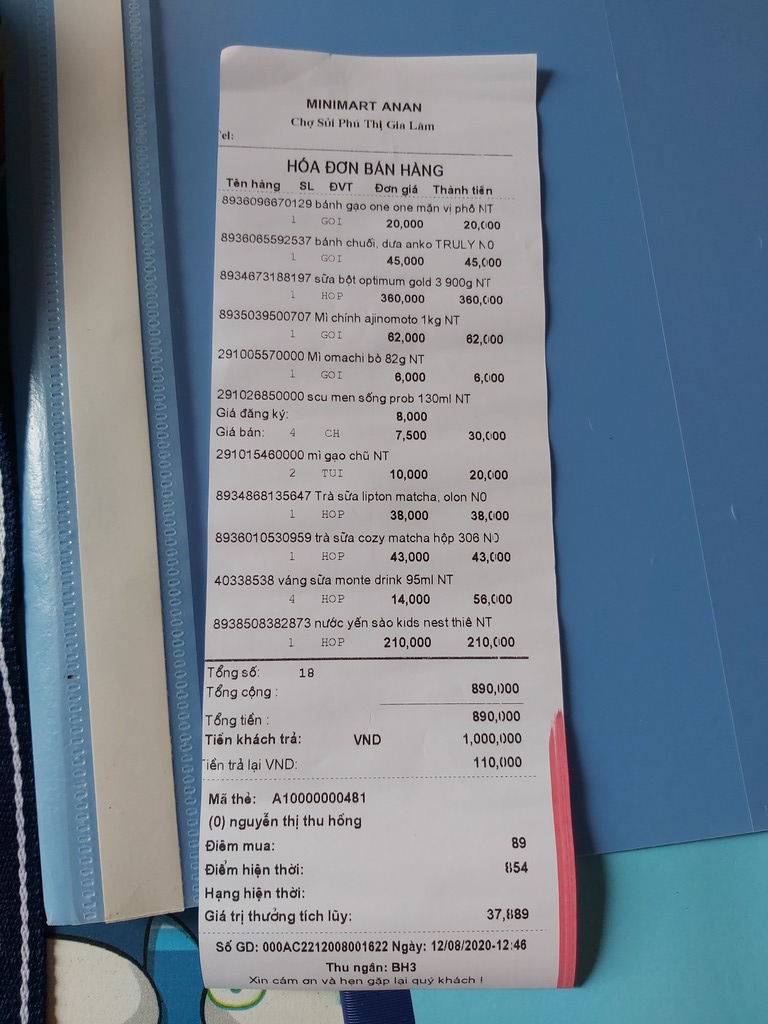 MINIMART ANAN
Chợ Sủi Phú Thị Gia Lâm
el:
HÓA ĐƠN BÁN HÀNG
Tên hàng SL ĐVT Đơn giá Thành tiền
8936096670129 bánh gạo one one mặn vị phô NT
1 GOI 20,000 20,000
8936065592537 bánh chuối, dưa anko TRULY NO
1 GOI 45,000 45,000
8934673188197 sữa bột optimum gold 3 900g NT
1 HOP 360,000 360,000
8935039500707 Mì chính ajinomoto 1kg NT
1 GOI 62,000 62,000
291005570000 Mì omachi bò 82g NT
1 GOI 6,000 6,000
291026850000 scu men sống prob 130ml NT
Giá đăng ký: 8,000
Giá bán: 4 CH 7,500 30,000
291015460000 mì gạo chũ NT
2 TUI 10,000 20,000
8934868135647 Trà sữa lipton matcha, olon NO
1 HOP 38,000 38,000
8936010530959 trà sữa cozy matcha hộp 306 NO
1 HOP 43,000 43,000
40338538 váng sữa monte drink 95ml NT
4 HOP 14,000 56,000
8938508382873 nước yến sào kids nest thiê NT
1 HOP 210,000 210,000
Tổng số: 18
Tổng cộng : 890,000
Tổng tiền : 890,000
Tiền khách trả: VND 1,000,000
Tiền trả lại VND: 110,000
Mã thẻ: A10000000481
(0) nguyễn thị thu hồng
Điêm mua: 89
Điểm hiện thời: 854
Hạng hiện thời:
Giá trị thưởng tích lũy: 37,889
Số GD: 000AC2212008001622 Ngày: 12/08/2020-12:46
Thu ngân: BH3
Xin cám ơn và hẹn gặp lại quý khách !